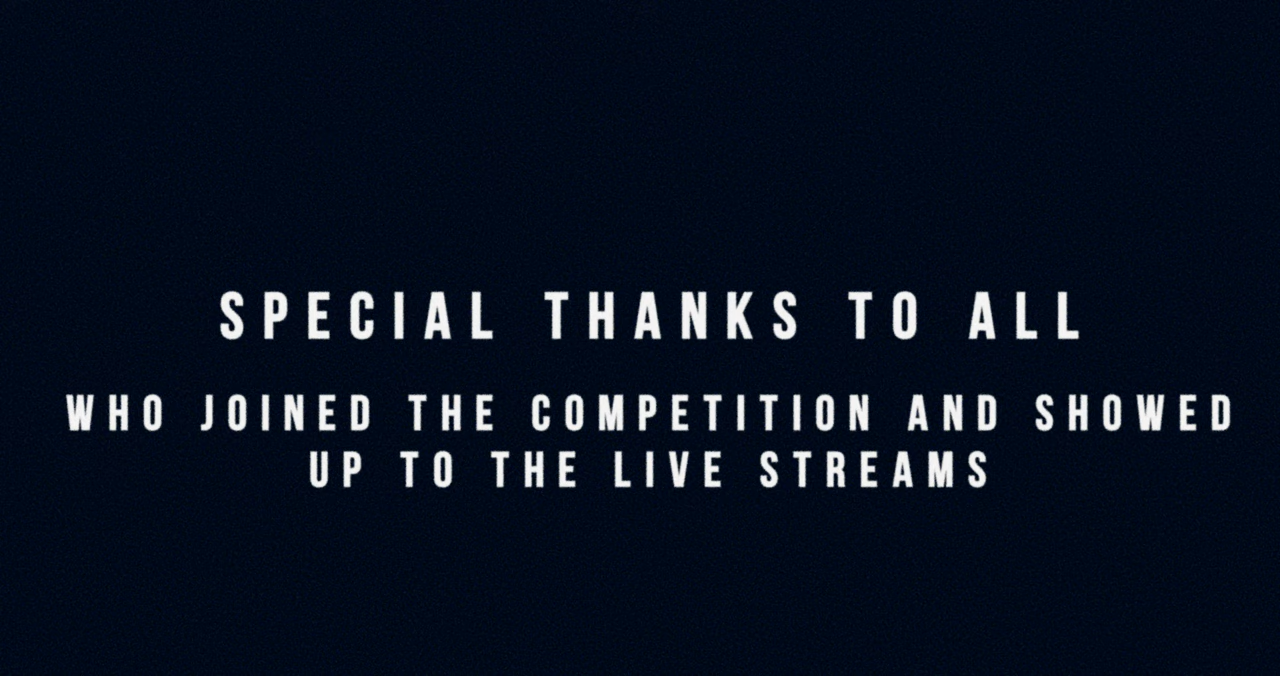 SPECIAL THANKS TO ALL
WHO JOINED THE COMPETITION AND SHOWED
UP TO THE LIVE STREAMS